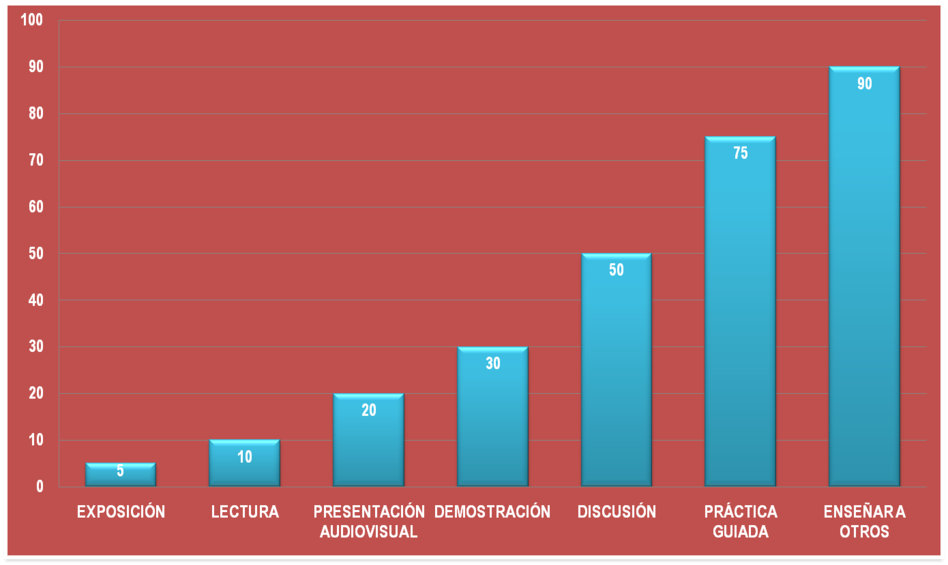 100
90
80
70
60
50
40
30
20
10
0
5
10
20
30
50
75
90
EXPOSICIÓN
LECTURA
PRESENTACIÓN
AUDIOVISUAL
DEMOSTRACIÓN
DISCUSIÓN
PRÁCTICA
GUIADA
ENSEÑAR A
OTROS